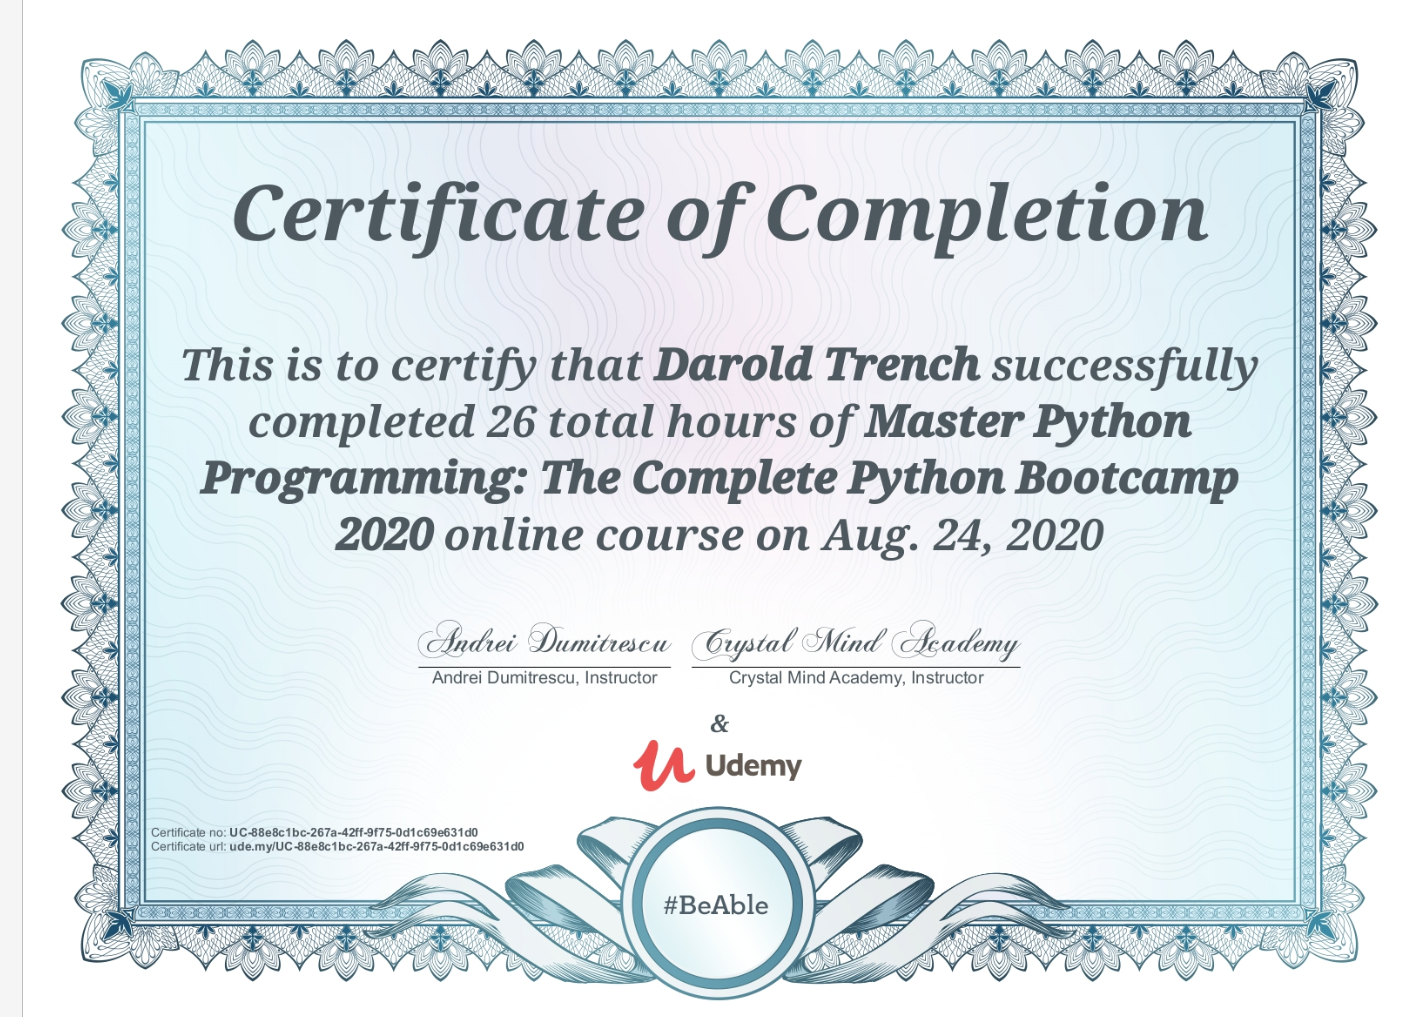 Certificate of Completion
This is to certify that Darold Trench successfully
completed 26 total hours of Master Python
Programming: The Complete Python Bootcamp
2020 online course on Aug. 24, 2020
Andrei Dumitrescu Crystal Mind Academy
Andrei Dumitrescu, Instructor Crystal Mind Academy, Instructor
&
Udemy
Certificate no: UC-88e8c1bc-267a-42ff-9f75-0d1c69e631d0
Certificate url: ude.my/UC-88e8c1bc-267a-42ff-9f75-0d1c69e631d0
#BeAble